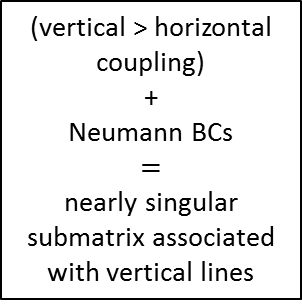 (vertical > horizontal
coupling)
+
Neumann BCs
=
nearly singular
submatrix associated
with vertical lines